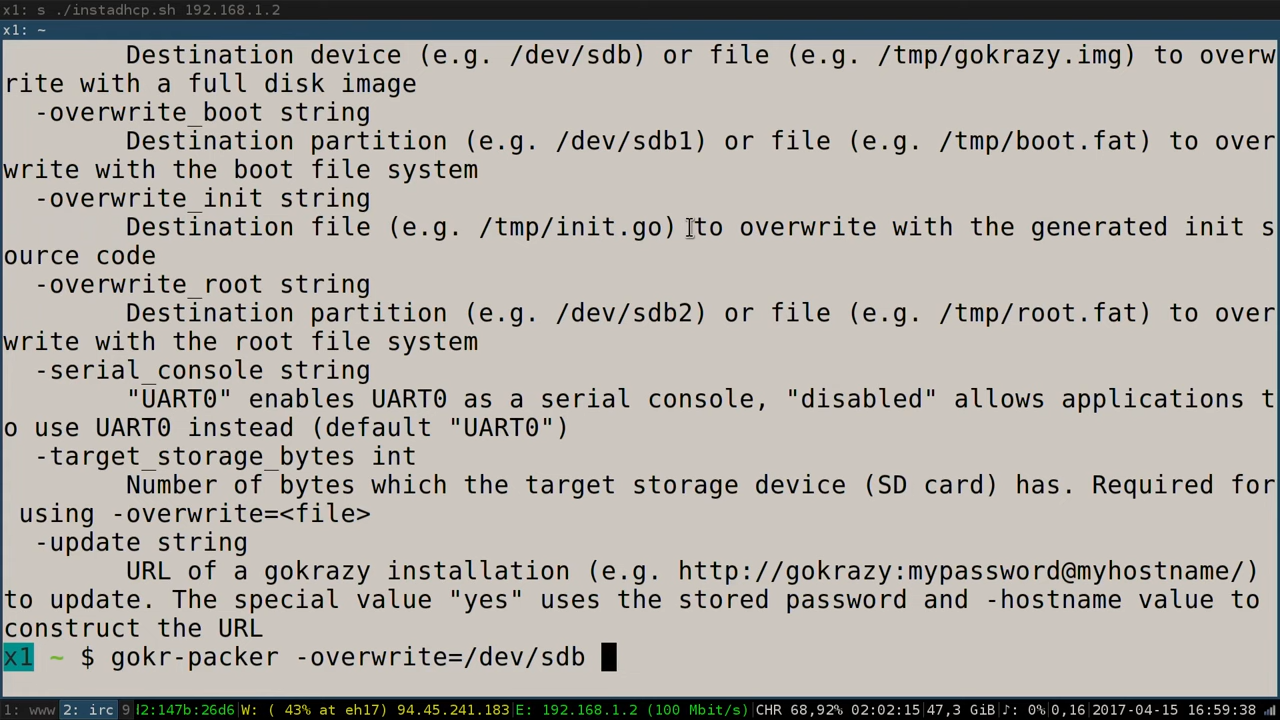 x1: s ./instadhcp.sh 192.168.1.2
x1: ~
Destination device (e.g. /dev/sdb) or file (e.g. /tmp/gokrazy.img) to overw
rite with a full disk image
-overwrite_boot string
Destination partition (e.g. /dev/sdb1) or file (e.g. /tmp/boot.fat) to over
write with the boot file system
-overwrite_init string
Destination file (e.g. /tmp/init.go) to overwrite with the generated init s
ource code
-overwrite_root string
Destination partition (e.g. /dev/sdb2) or file (e.g. /tmp/root.fat) to over
write with the root file system
-serial_console string
"UART0" enables UART0 as a serial console, "disabled" allows applications t
o use UART0 instead (default "UART0")
-target_storage_bytes int
Number of bytes which the target storage device (SD card) has. Required for
using -overwrite=<file>
-update string
URL of a gokrazy installation (e.g. http://gokrazy:mypassword@myhostname/)
to update. The special value "yes" uses the stored password and -hostname value to
construct the URL
x1 ~ $ gokr-packer -overwrite=/dev/sdb
1: www 2: irc 9 d2:147b:26d6 W: ( 43% at eh17) 94.45.241.183 E: 192.168.1.2 (100 Mbit/s) CHR 68,92% 02:02:15 47,3 GiB ♪: 0% 0,16 2017-04-15 16:59:38